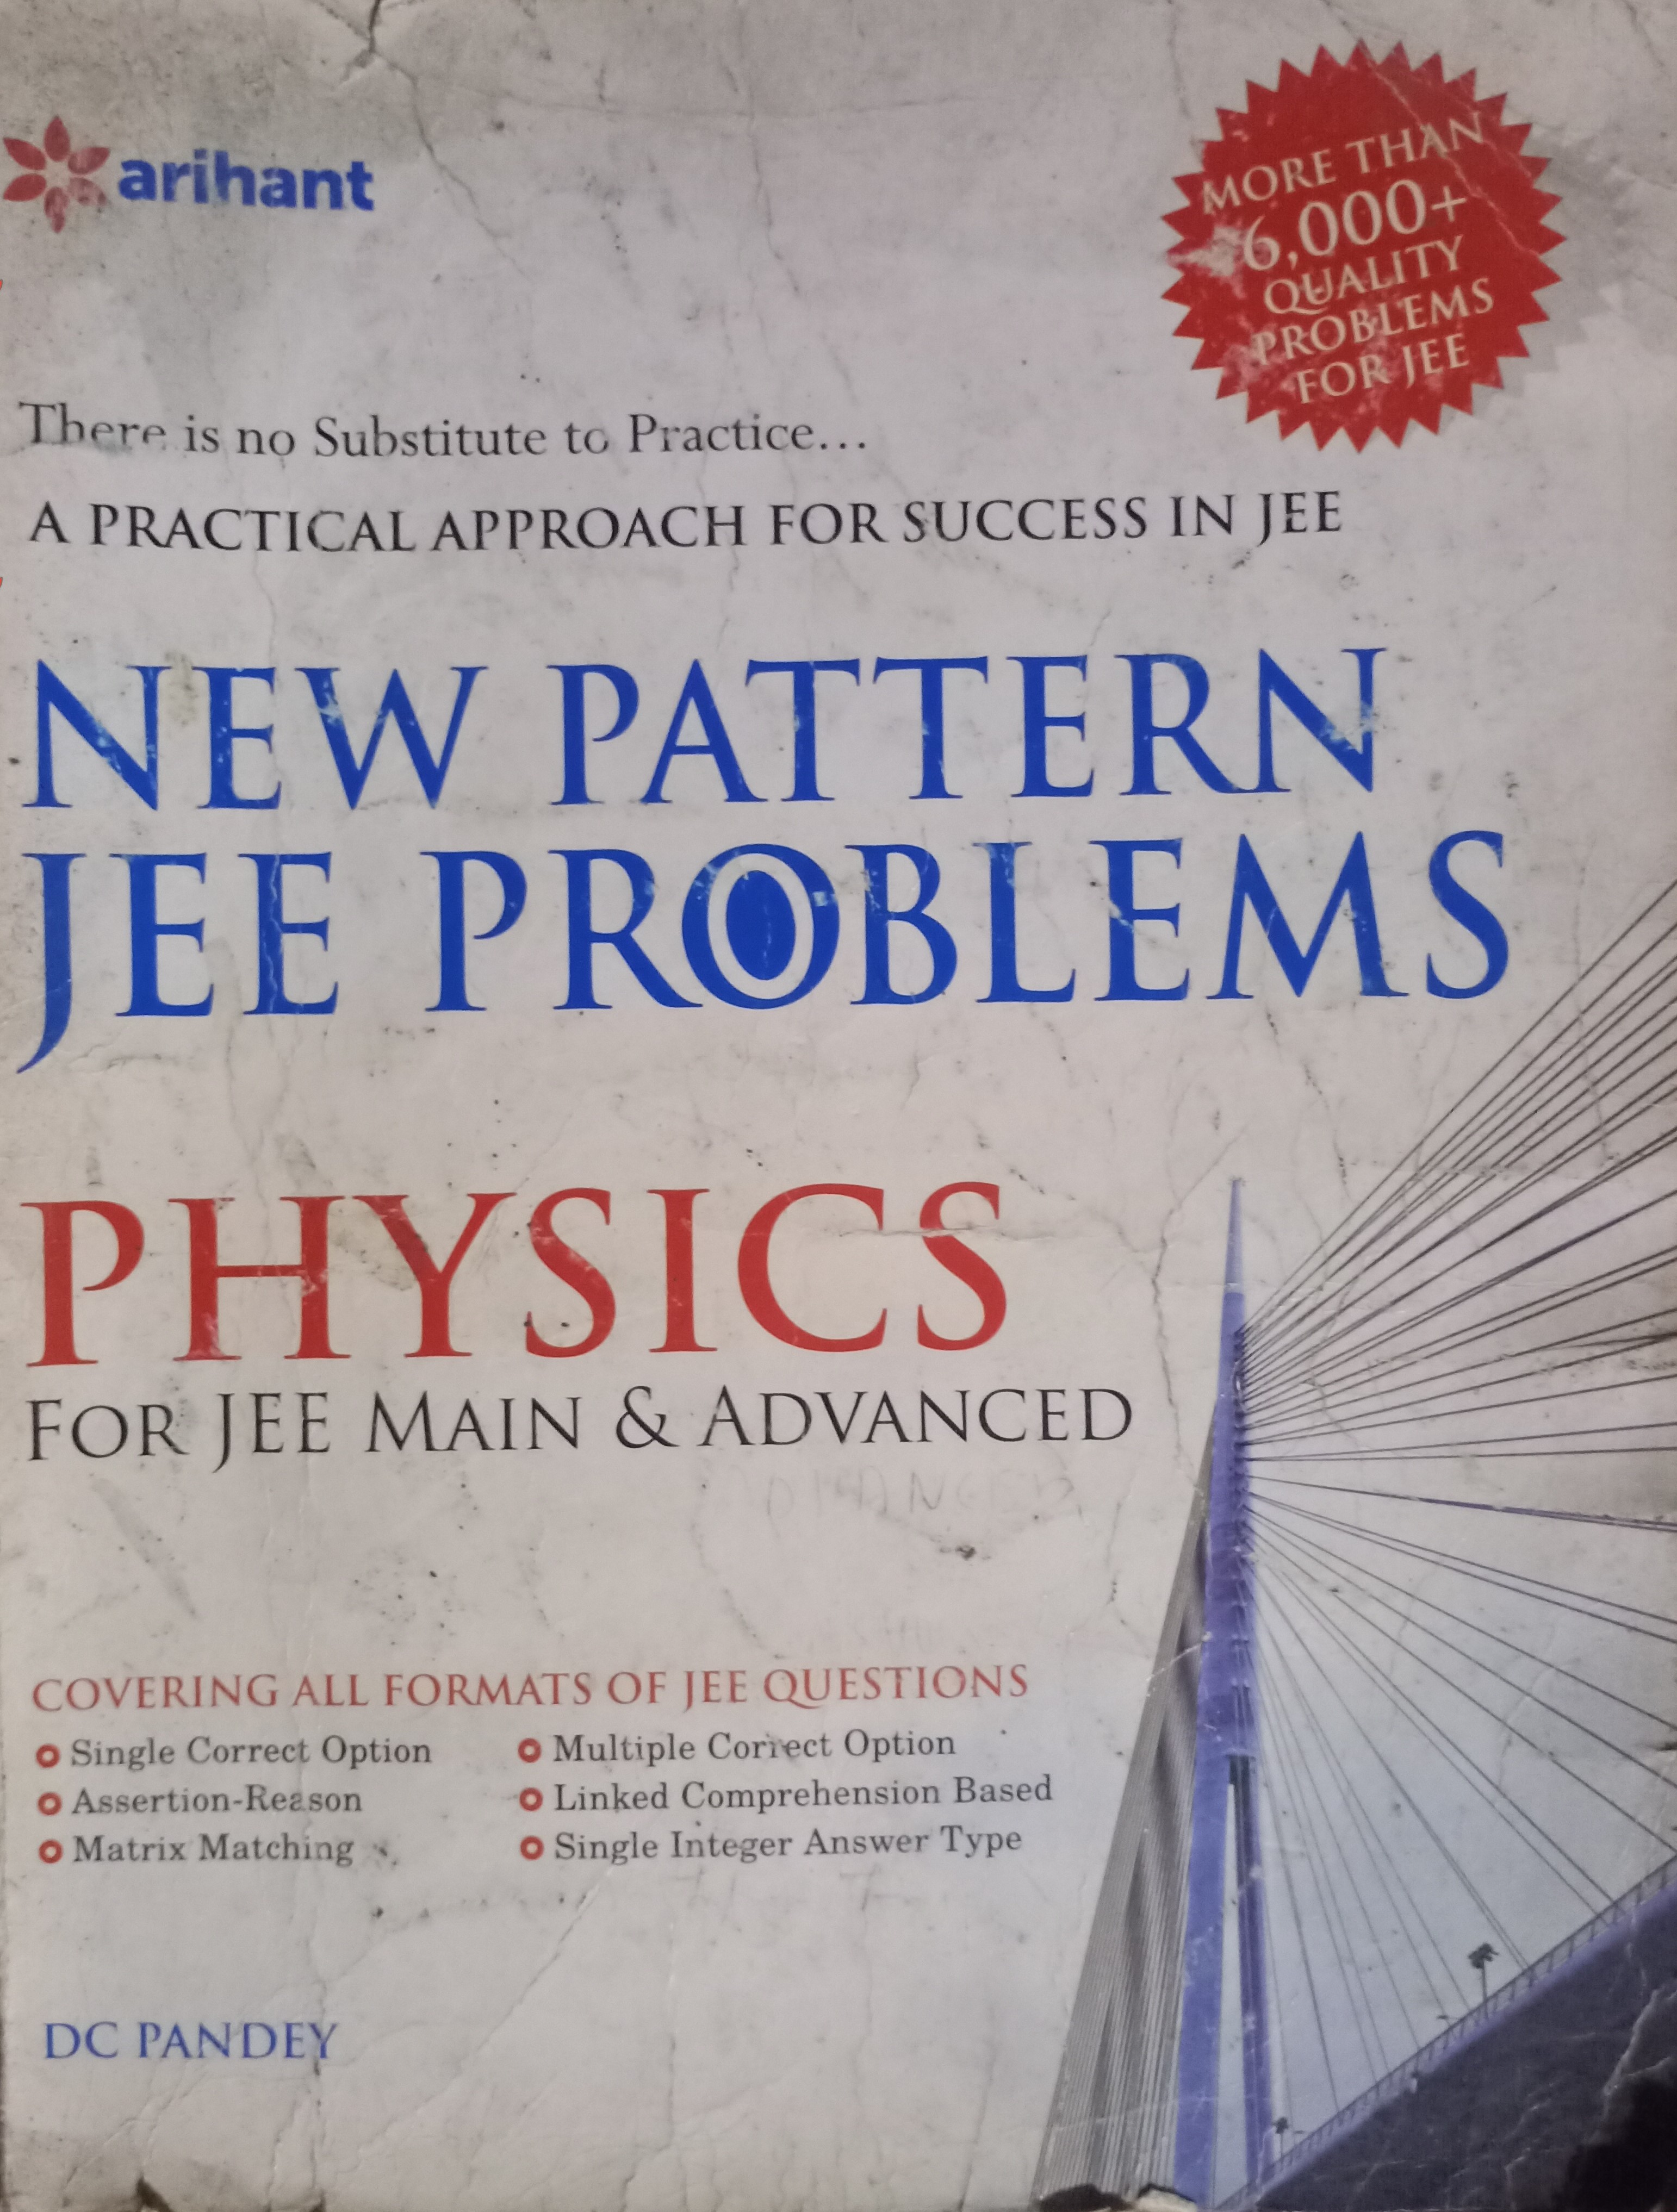 arihant
MORE THAN
6,000+
QUALITY
PROBLEMS
FOR JEE
There is no Substitute to Practice...
A PRACTICAL APPROACH FOR SUCCESS IN JEE
NEW PATTERN
JEE PROBLEMS
PHYSICS
FOR JEE MAIN & ADVANCED
COVERING ALL FORMATS OF JEE QUESTIONS
Single Correct Option
Assertion-Reason
Matrix Matching
Multiple Correct Option
Linked Comprehension Based
Single Integer Answer Type
DC PANDEY